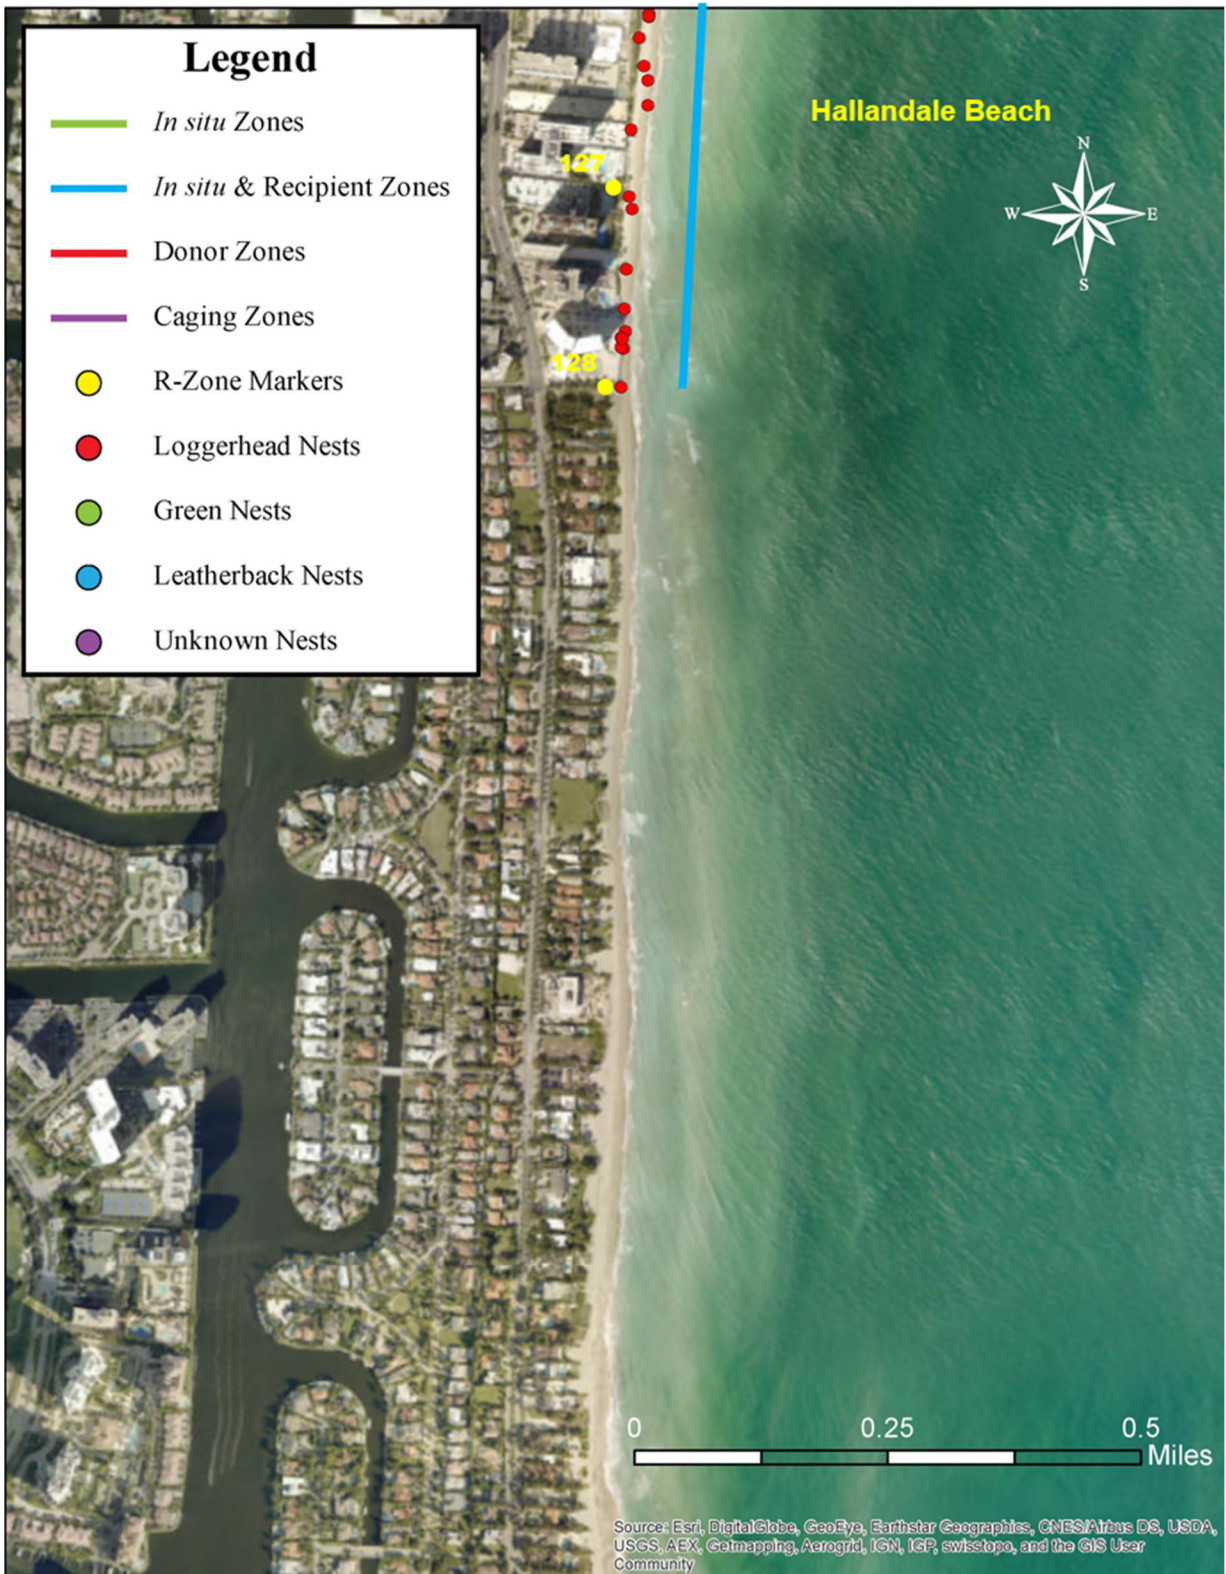 Legend
In situ Zones
In situ & Recipient Zones
Donor Zones
Caging Zones
R-Zone Markers
Loggerhead Nests
Green Nests
Leatherback Nests
Unknown Nests
Hallandale Beach
127
128
N
W E
S
0 0.25 0.5
Miles
Source: Esri, DigitalGlobe, GeoEye, Earthstar Geographics, CNES/Airbus DS, USDA,
USGS, AEX, Getmapping, Aerogrid, IGN, IGP, swisstopo, and the GIS User
Community